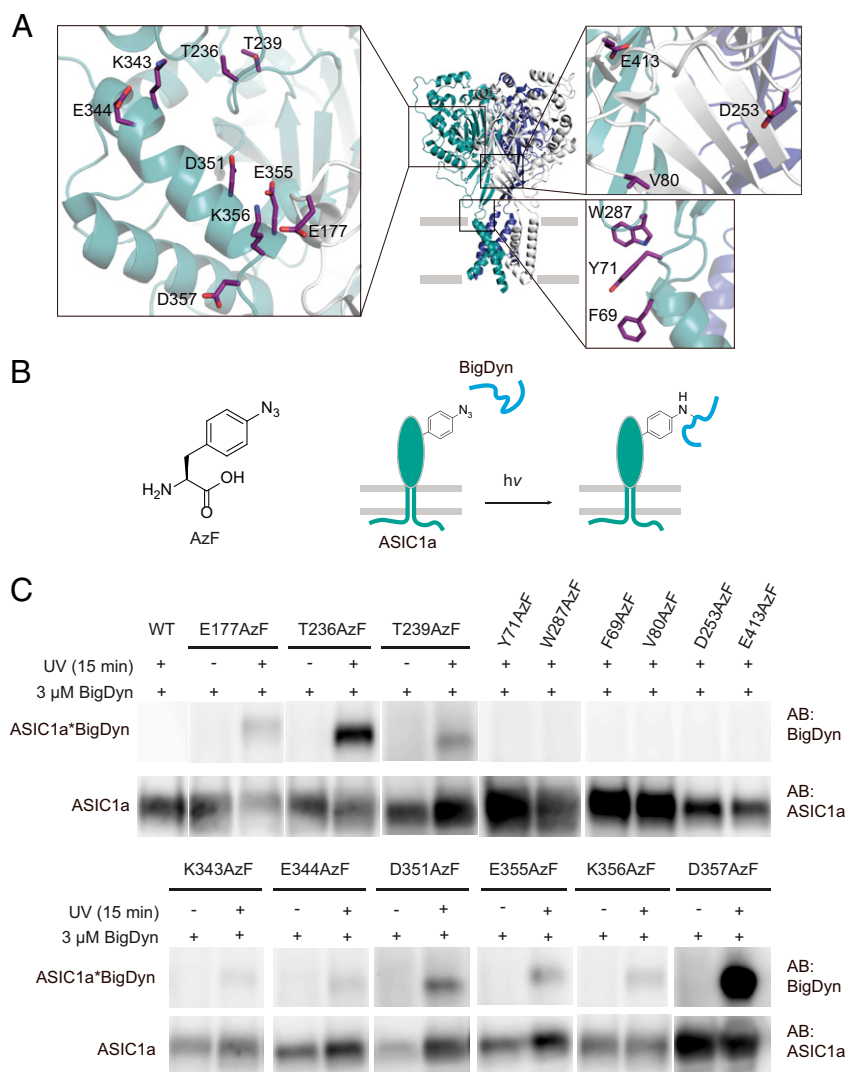 A
K343
T236
T239
E344
D351
E355
K356
E177
D357
E413
D253
V80
W287
Y71
F69
B
N₃
H₂N
OH
O
AzF
BigDyn
N₃
ASIC1a
hν
H
N
C
WT E177AzF T236AzF T239AzF Y71AzF W287AzF F69AzF V80AzF D253AzF E413AzF
UV (15 min) + - + - + - + + + + + + +
3 µM BigDyn + + + + + + + + + + + + +
ASIC1a*BigDyn AB: BigDyn
ASIC1a AB: ASIC1a
K343AzF E344AzF D351AzF E355AzF K356AzF D357AzF
UV (15 min) - + - + - + - + - + - +
3 µM BigDyn + + + + + + + + + + + +
ASIC1a*BigDyn AB: BigDyn
ASIC1a AB: ASIC1a